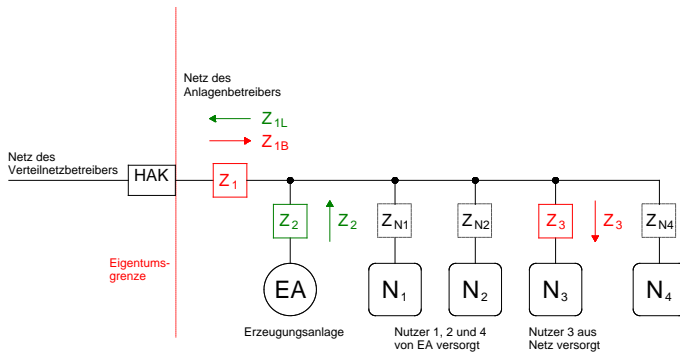 Netz des
Anlagenbetreibers
Z1L
Z1B
Netz des
Verteilnetzbetreibers
HAK
Z1
Z2
Z2
ZN1
ZN2
Z3
Z3
ZN4
Eigentums-
grenze
EA
N1
N2
N3
N4
Erzeugungsanlage
Nutzer 1, 2 und 4
von EA versorgt
Nutzer 3 aus
Netz versorgt